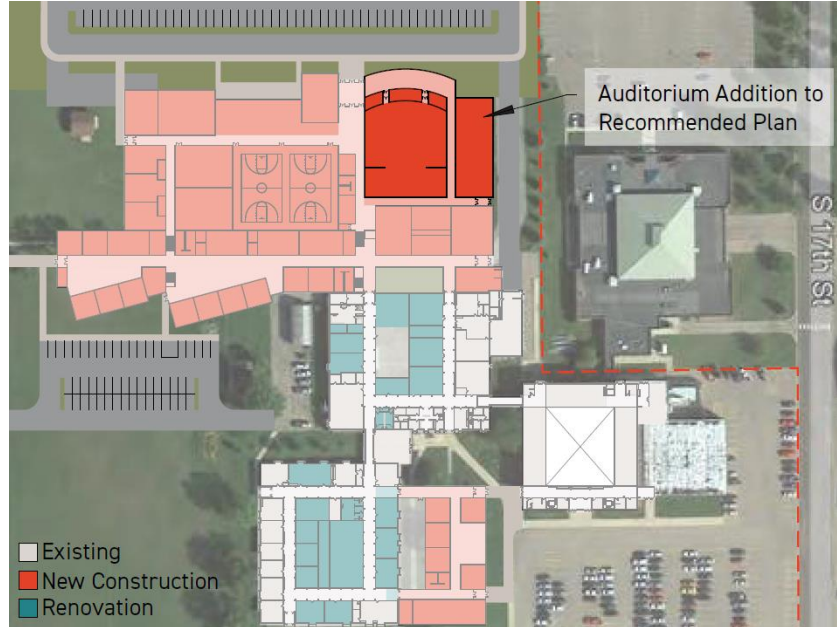 Auditorium Addition to
Recommended Plan
S 17th St
Existing
New Construction
Renovation